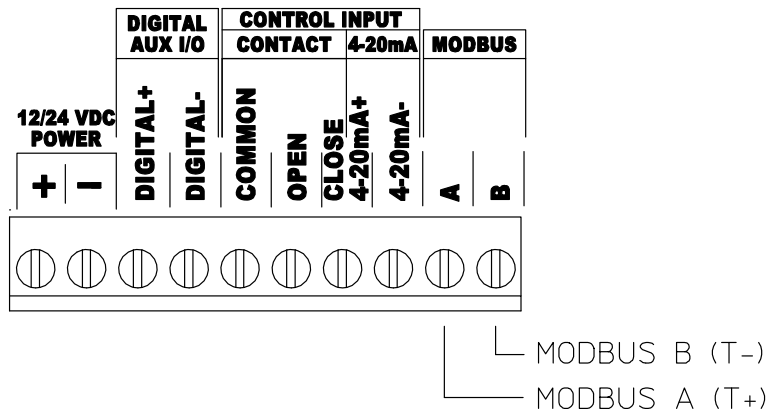 DIGITAL
AUX I/O
CONTROL INPUT
CONTACT
4-20mA
MODBUS
12/24 VDC
POWER
+
-
DIGITAL+
DIGITAL-
COMMON
OPEN
CLOSE
4-20mA+
4-20mA-
A
B
MODBUS B (T-)
MODBUS A (T+)